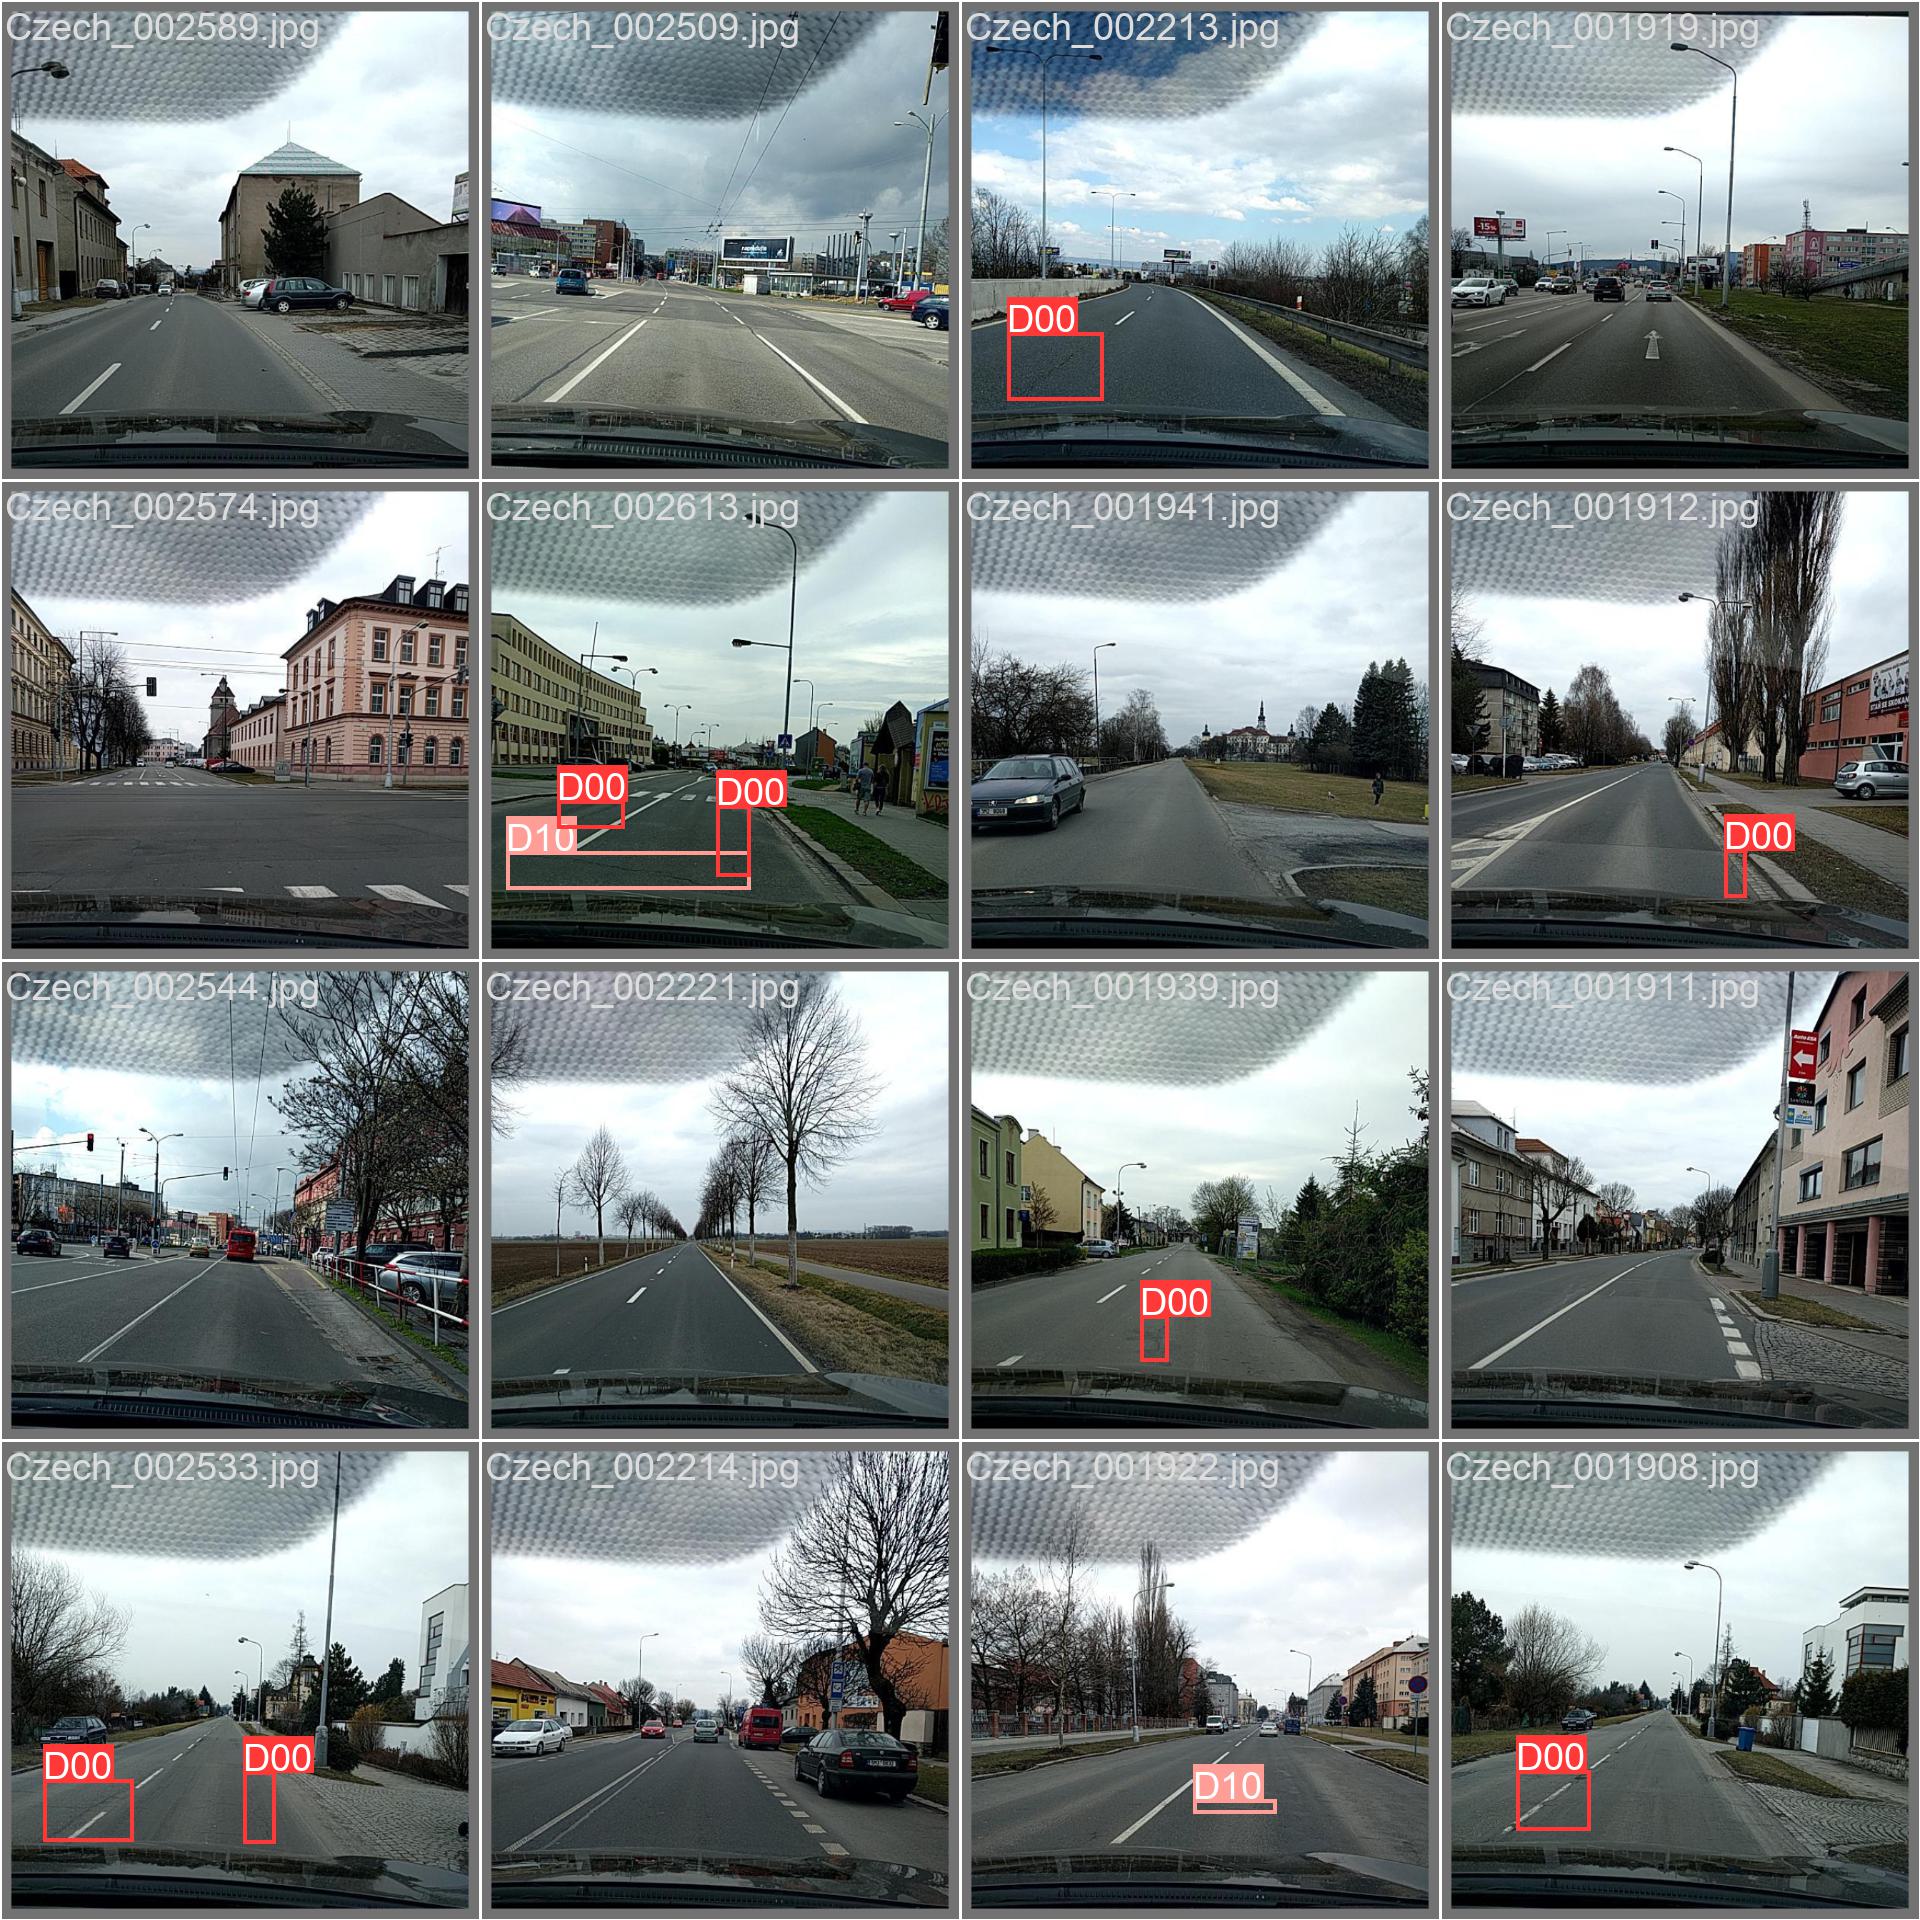 Czech_002589.jpg
Czech_002509.jpg
Czech_002213.jpg
D00
Czech_001919.jpg
-15%
Czech_002574.jpg
Czech_002613.jpg
D00
D00
D10
Czech_001941.jpg
Czech_001912.jpg
D00
Czech_002544.jpg
Czech_002221.jpg
Czech_001939.jpg
D00
Czech_001911.jpg
Czech_002533.jpg
D00
D00
Czech_002214.jpg
Czech_001922.jpg
D10
Czech_001908.jpg
D00